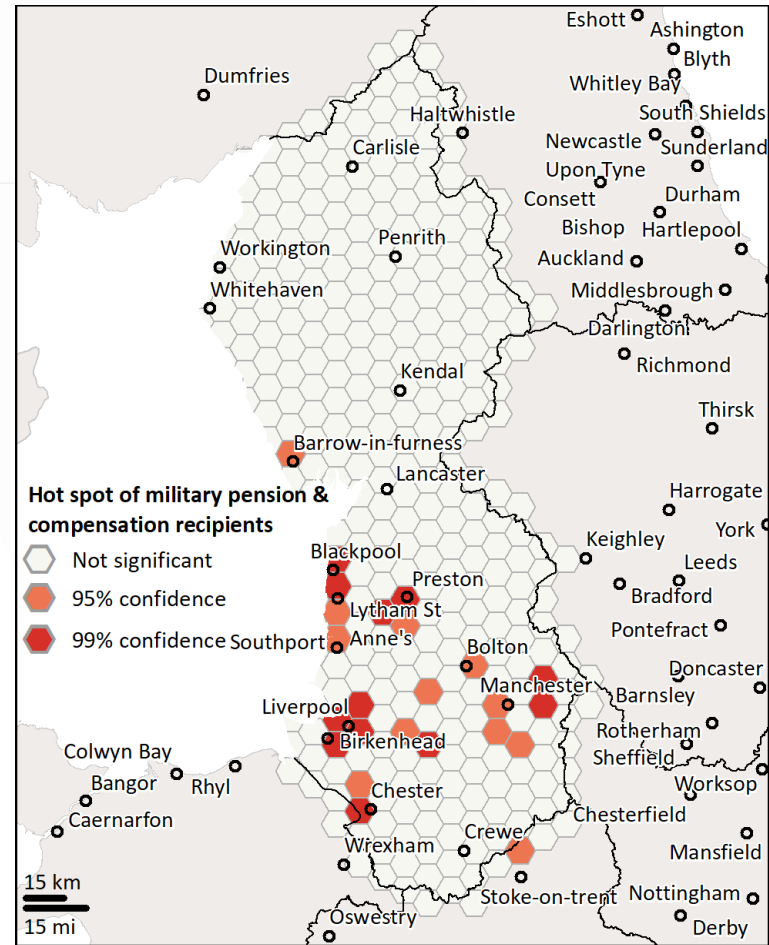 Eshott
Ashington
Blyth
Dumfries
Whitley Bay
Haltwhistle
South Shields
Newcastle
Upon Tyne
Sunderland
Carlisle
Consett
Durham
Bishop
Auckland
Hartlepool
Workington
Penrith
Whitehaven
Middlesbrough
Darlington
Richmond
Kendal
Thirsk
Barrow-in-furness
Lancaster
Hot spot of military pension &
compensation recipients
Not significant
95% confidence
99% confidence
Harrogate
York
Keighley
Leeds
Bradford
Blackpool
Preston
Lytham St
Anne's
Southport
Pontefract
Bolton
Doncaster
Manchester
Barnsley
Liverpool
Birkenhead
Rotherham
Sheffield
Colwyn Bay
Bangor
Rhyl
Worksop
Caernarfon
Chester
Chesterfield
Wrexham
Crewe
Mansfield
15 km
15 mi
Stoke-on-trent
Nottingham
Oswestry
Derby